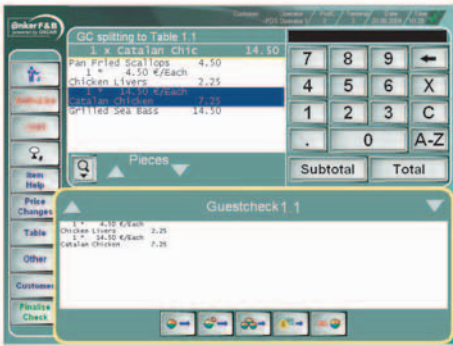 GC splitting to Table 1.1
1 x Catalan Chic 14.50
Pan Fried Scallops 4.50
1 * 4.50 €/Each
Chicken Livers 2.25
1 * 14.50 €/Each
Catalan Chicken 7.25
Grilled Sea Bass 14.50
Pieces
7 8 9
4 5 6 X
1 2 3 C
. 0 A-Z
Subtotal Total
Item
Help
Price
Changes
Table
Other
Customer
Finalise
Check
Guestcheck 1.1
1 * 4.50 €/Each
Chicken Livers 2.25
1 * 14.50 €/Each
Catalan Chicken 7.25